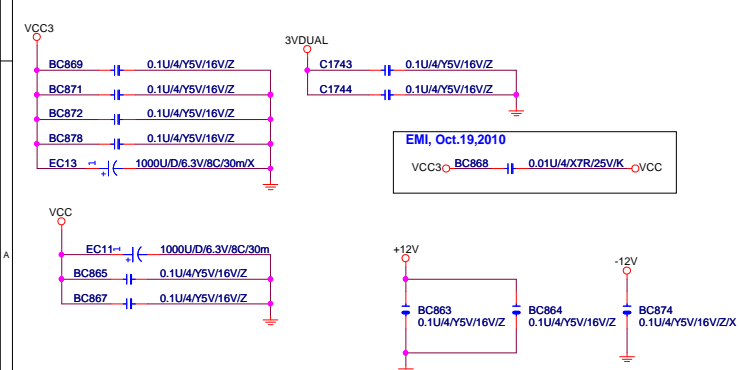 VCC3
BC869 0.1U/4/Y5V/16V/Z
BC871 0.1U/4/Y5V/16V/Z
BC872 0.1U/4/Y5V/16V/Z
BC878 0.1U/4/Y5V/16V/Z
EC13 1 + 1000U/D/6.3V/8C/30m/X
3VDUAL
C1743 0.1U/4/Y5V/16V/Z
C1744 0.1U/4/Y5V/16V/Z
EMI, Oct.19,2010
VCC3 BC868 0.01U/4/X7R/25V/K VCC
VCC
EC11 1 + 1000U/D/6.3V/8C/30m
BC865 0.1U/4/Y5V/16V/Z
BC867 0.1U/4/Y5V/16V/Z
A
+12V
BC863
0.1U/4/Y5V/16V/Z
BC864
0.1U/4/Y5V/16V/Z
-12V
BC874
0.1U/4/Y5V/16V/Z/X